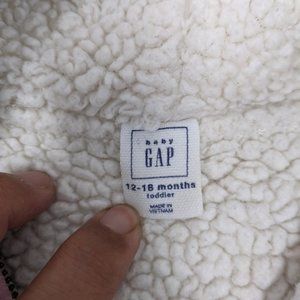 baby
GAP
12-18 months
toddler
MADE IN
VIETNAM